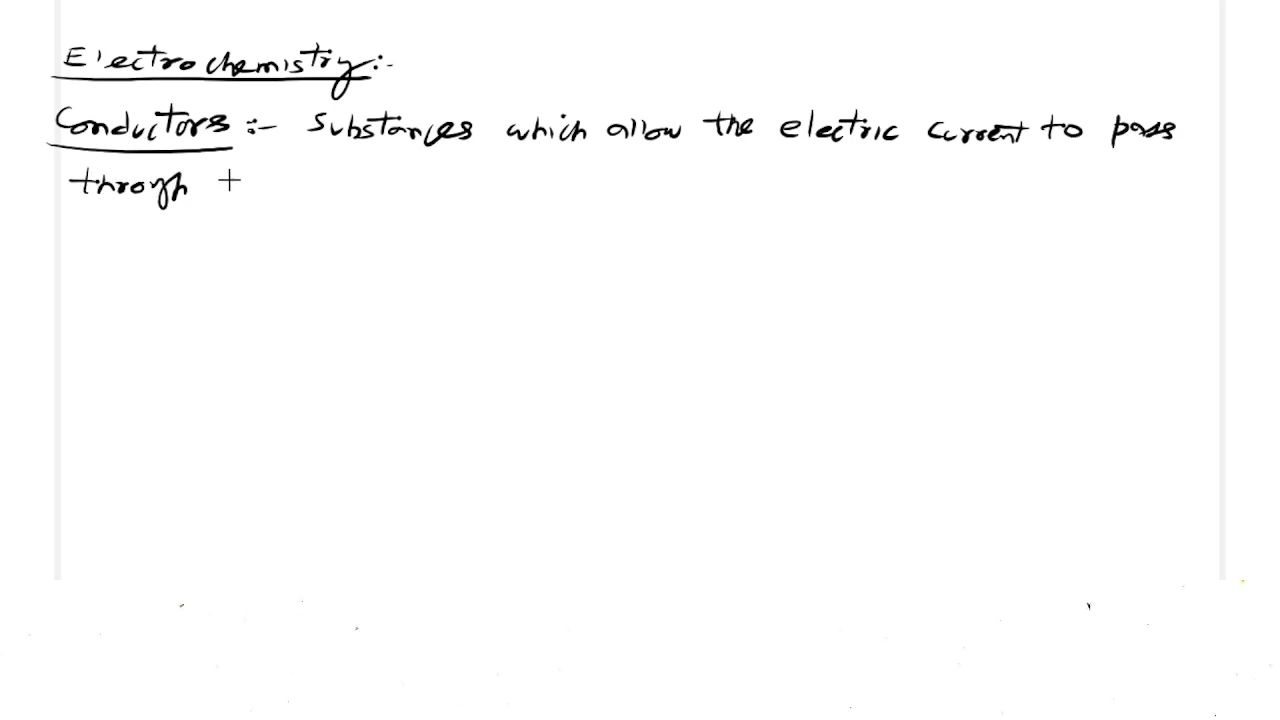 Electrochemistry :-
Conductors :- Substances which allow the electric current to pass
through t